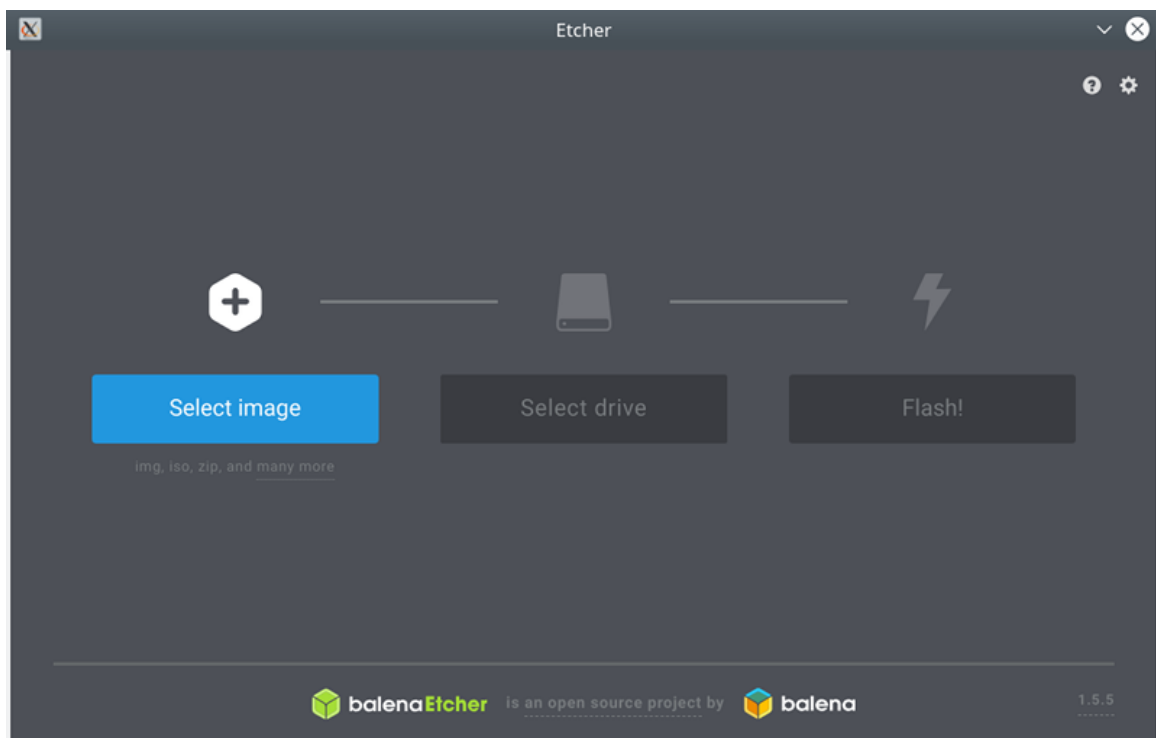 Etcher
Select image
Select drive
Flash!
img, iso, zip, and many more
balenaEtcher is an open source project by balena
1.5.5